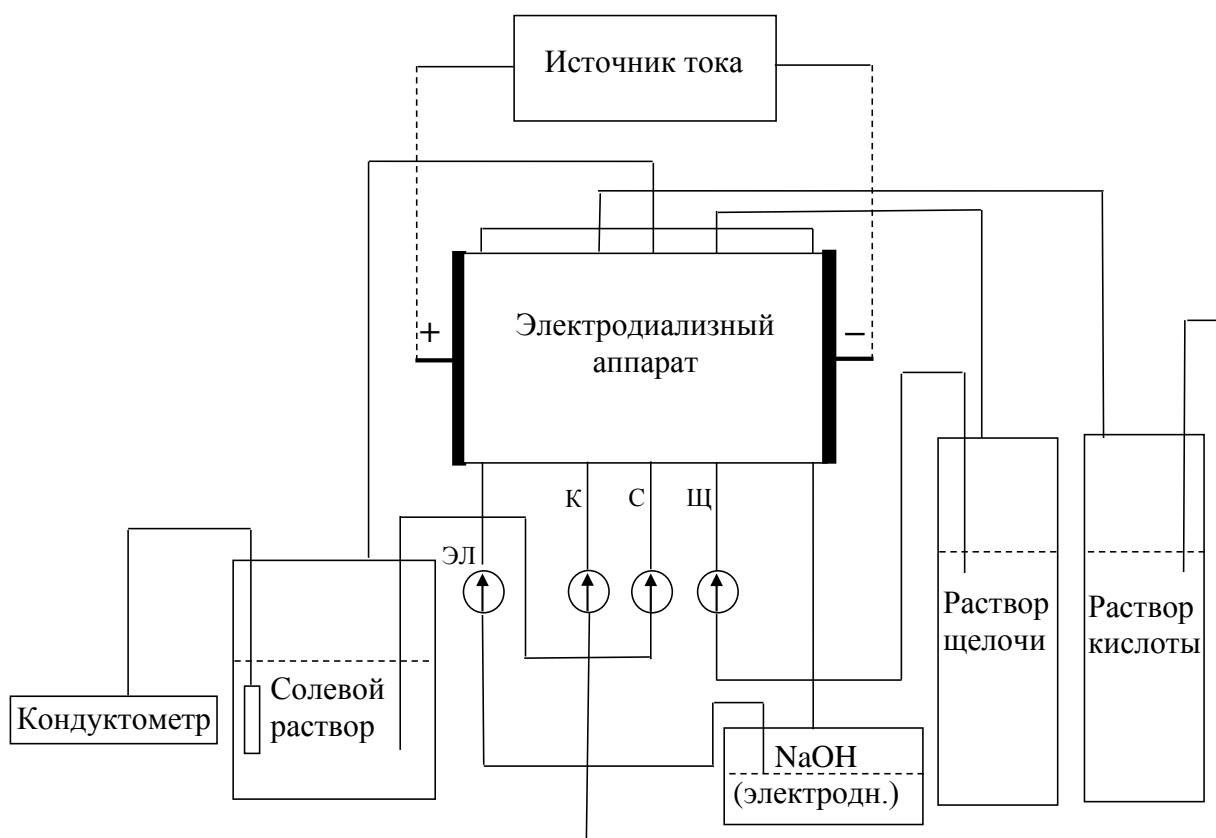 Источник тока
+
−
Электродиализный
аппарат
К
С
Щ
ЭЛ
Раствор
щелочи
Раствор
кислоты
Солевой
раствор
Кондуктометр
NaOH
(электродн.)